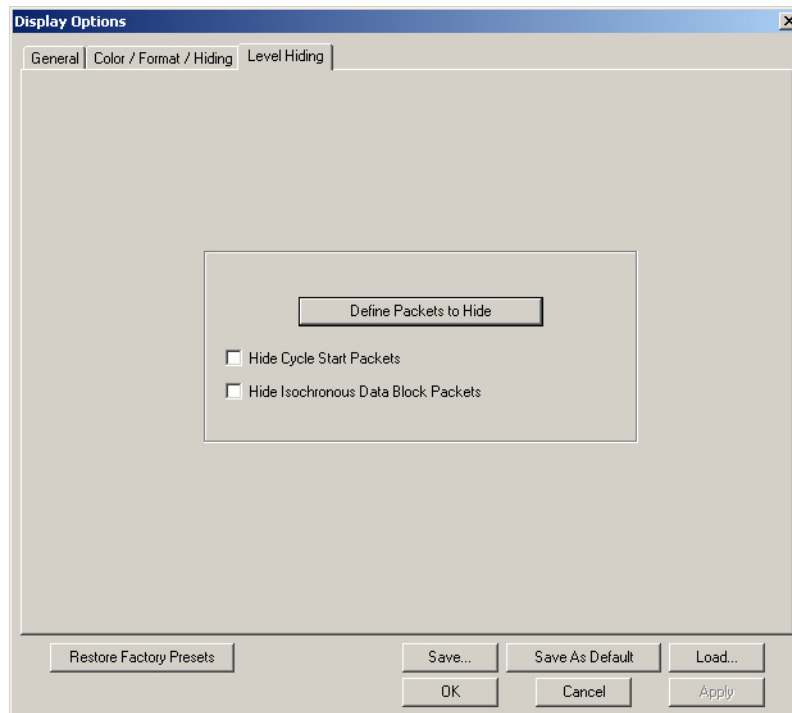 Display Options
General Color / Format / Hiding Level Hiding
Define Packets to Hide
Hide Cycle Start Packets
Hide Isochronous Data Block Packets
Restore Factory Presets Save... Save As Default Load...
OK Cancel Apply